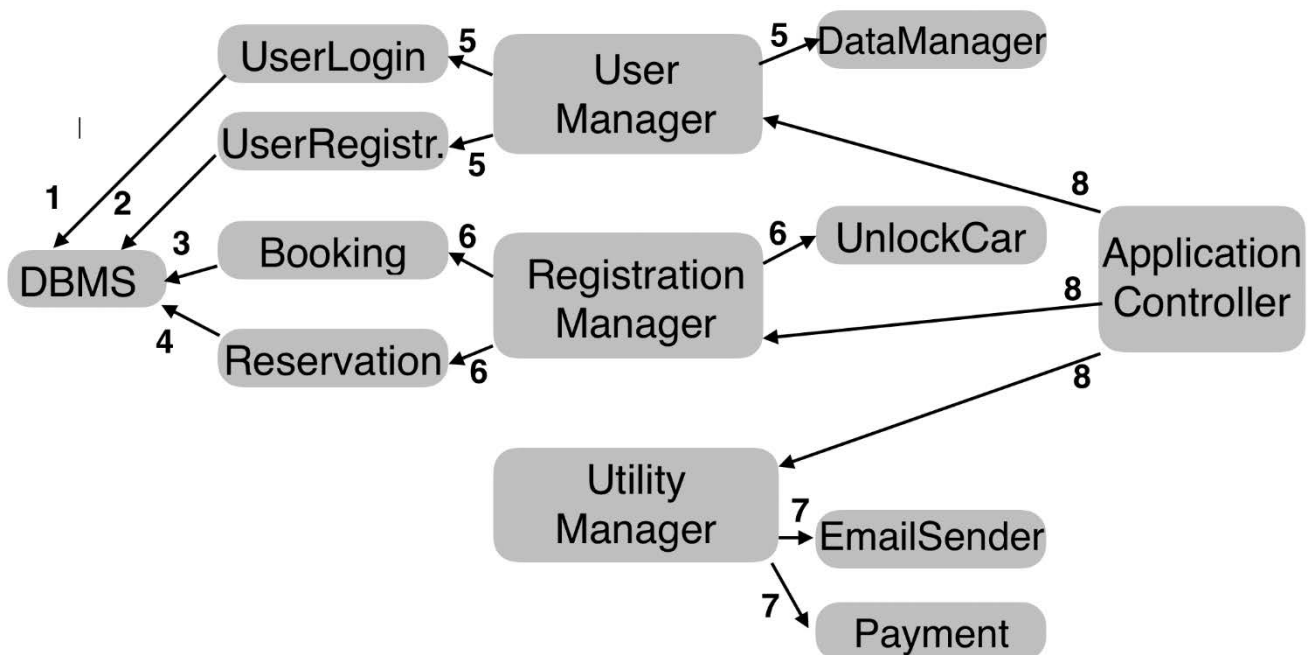 UserLogin
5
User
Manager
5
DataManager
UserRegistr.
5
1
2
8
3
Booking
6
Registration
Manager
6
UnlockCar
Application
Controller
DBMS
8
4
Reservation
6
8
Utility
Manager
7
EmailSender
7
Payment